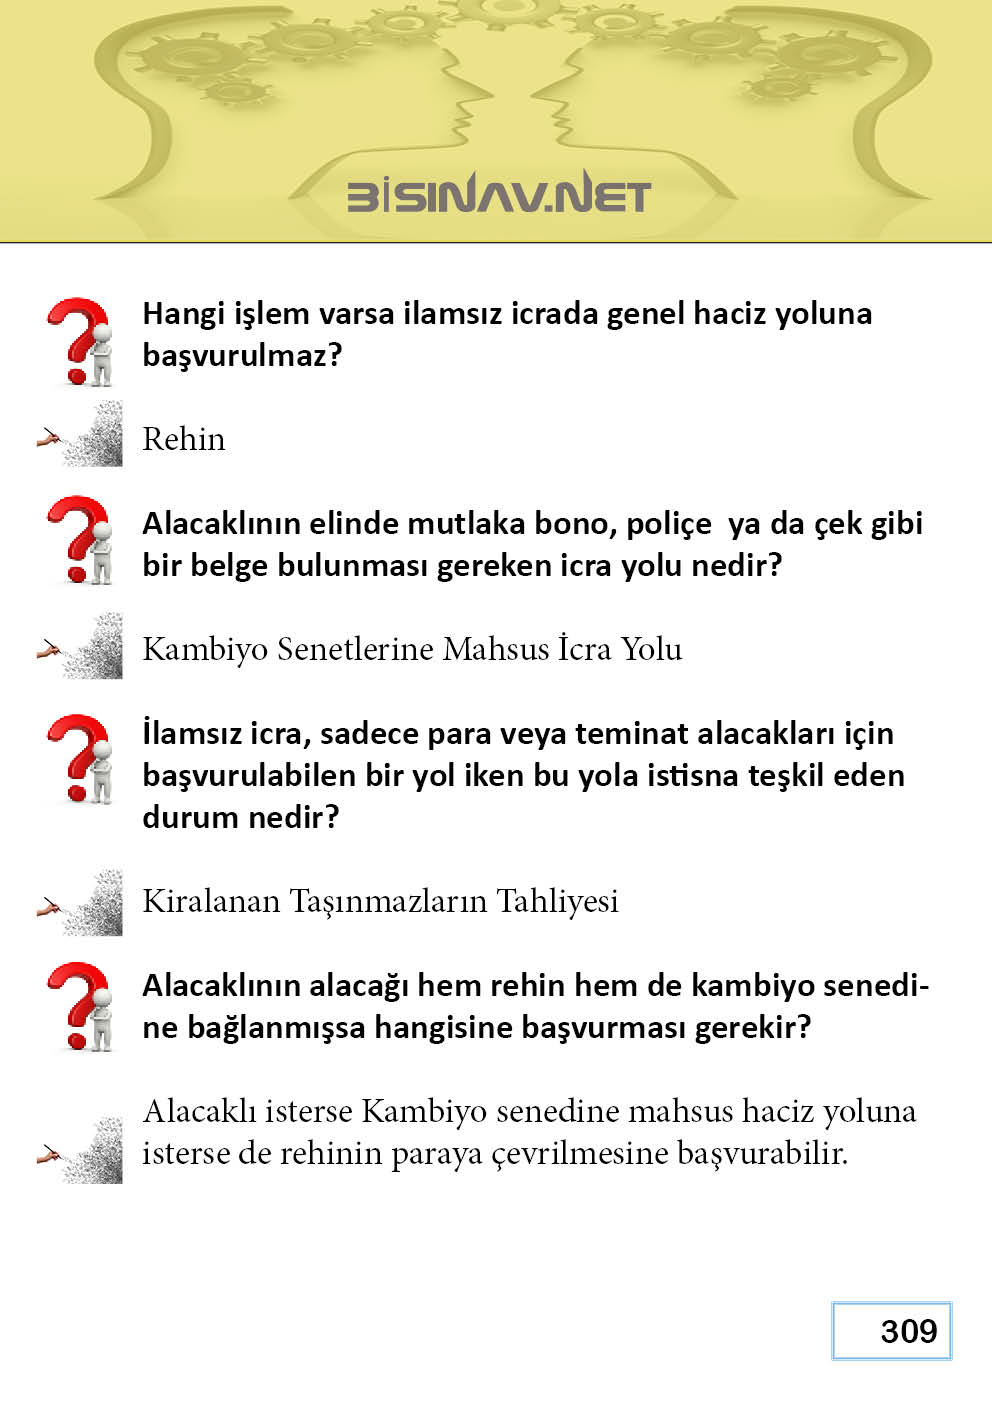 BİSINAV.NET
Hangi işlem varsa ilamsız icrada genel haciz yoluna
başvurulmaz?
Rehin
Alacaklının elinde mutlaka bono, poliçe  ya da çek gibi
bir belge bulunması gereken icra yolu nedir?
Kambiyo Senetlerine Mahsus İcra Yolu
İlamsız icra, sadece para veya teminat alacakları için
başvurulabilen bir yol iken bu yola istisna teşkil eden
durum nedir?
Kiralanan Taşınmazların Tahliyesi
Alacaklının alacağı hem rehin hem de kambiyo senedi-
ne bağlanmışsa hangisine başvurması gerekir?
Alacaklı isterse Kambiyo senedine mahsus haciz yoluna
isterse de rehinin paraya çevrilmesine başvurabilir.
309